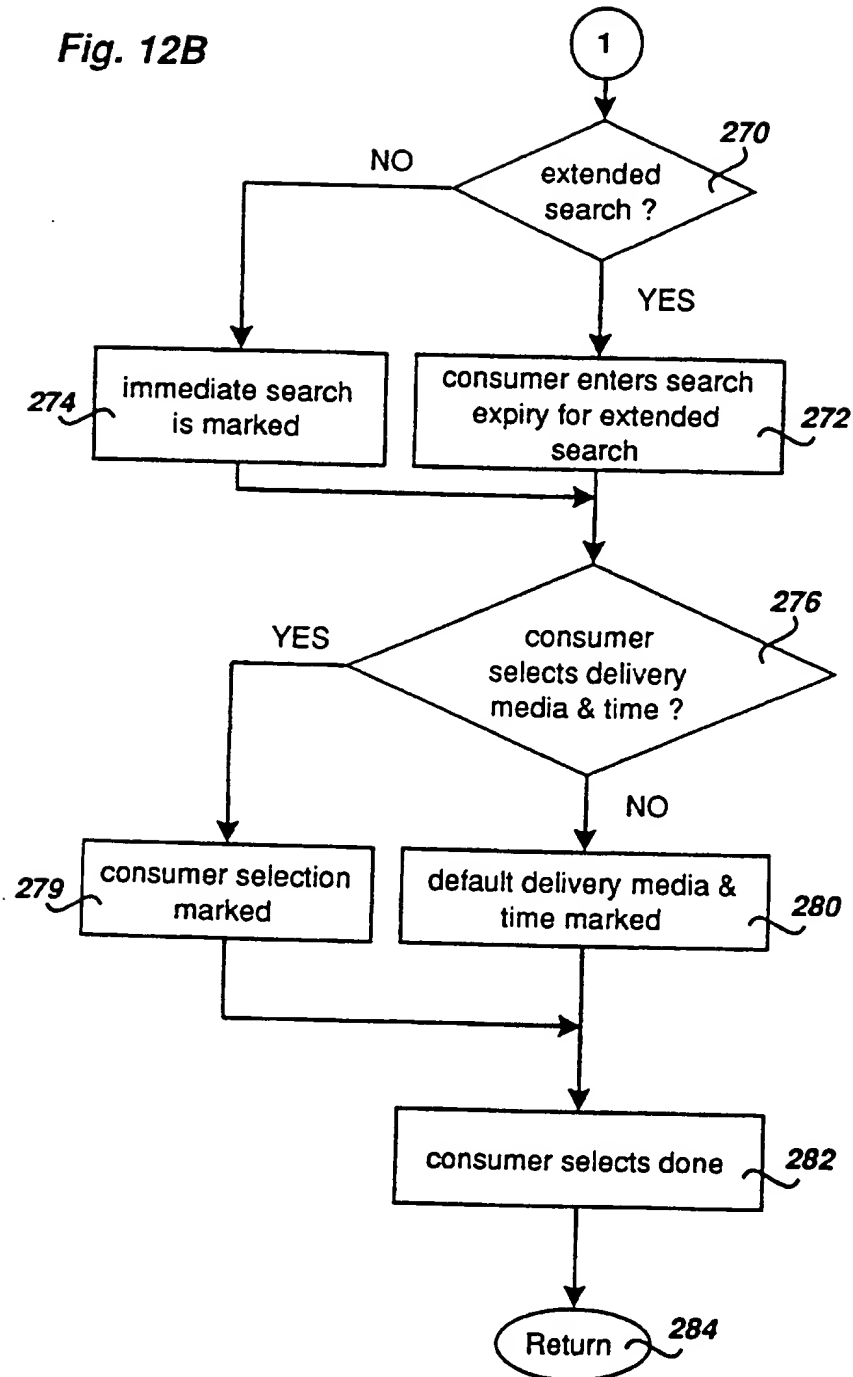 Fig. 12B
1
270
NO
extended
search ?
YES
274
immediate search
is marked
consumer enters search
expiry for extended
search
272
276
YES
consumer
selects delivery
media & time ?
NO
279
consumer selection
marked
default delivery media &
time marked
280
consumer selects done
282
Return
284